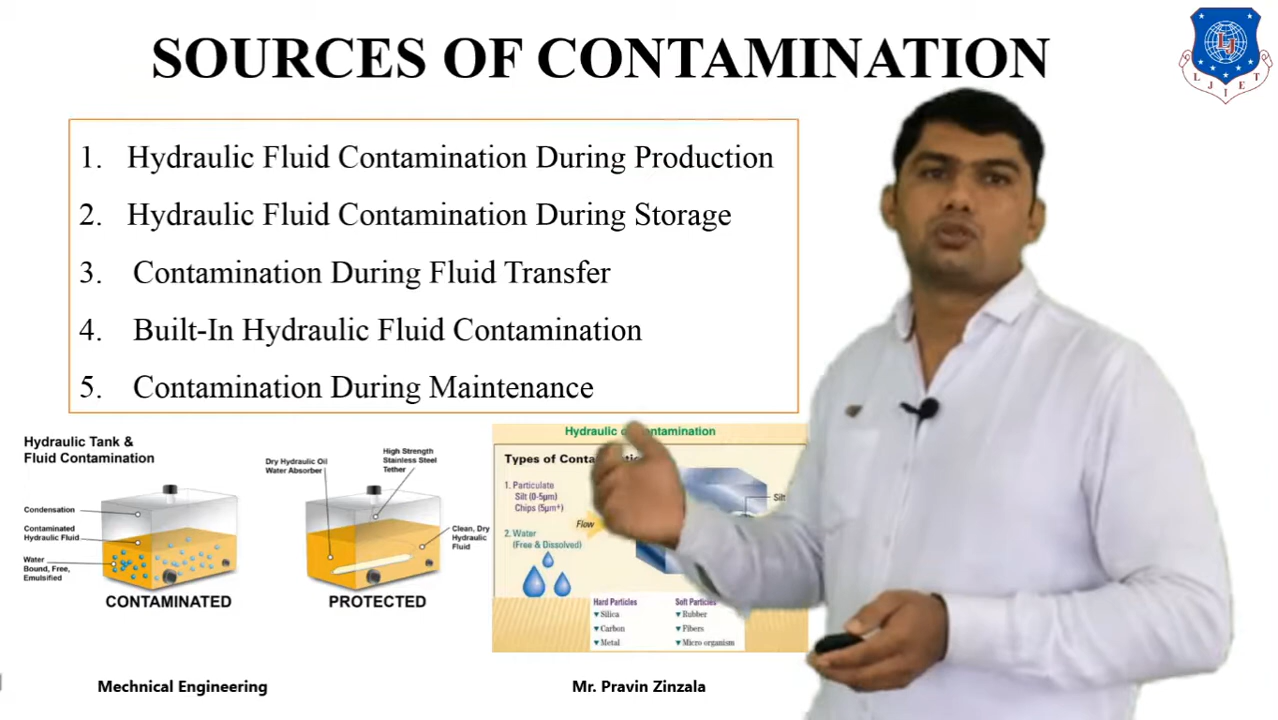 SOURCES OF CONTAMINATION
LJ
LJIET
1. Hydraulic Fluid Contamination During Production
2. Hydraulic Fluid Contamination During Storage
3. Contamination During Fluid Transfer
4. Built-In Hydraulic Fluid Contamination
5. Contamination During Maintenance
Hydraulic Tank &
Fluid Contamination
Condensation
Contaminated
Hydraulic Fluid
Water
Bound, Free,
Emulsified
CONTAMINATED
Dry Hydraulic Oil
Water Absorber
High Strength
Stainless Steel
Tether
Clean, Dry
Hydraulic
Fluid
PROTECTED
Hydraulic
ntamination
Types of
1. Particulate
Silt (0-5µm)
Chips (5µm+)
Flow
Silt
2. Water
(Free & Dissolved)
Hard Particles
▾ Silica
▾ Carbon
▾ Metal
Soft Particles
▾ Rubber
▾ Fibers
▾ Micro organism
Mechnical Engineering
Mr. Pravin Zinzala